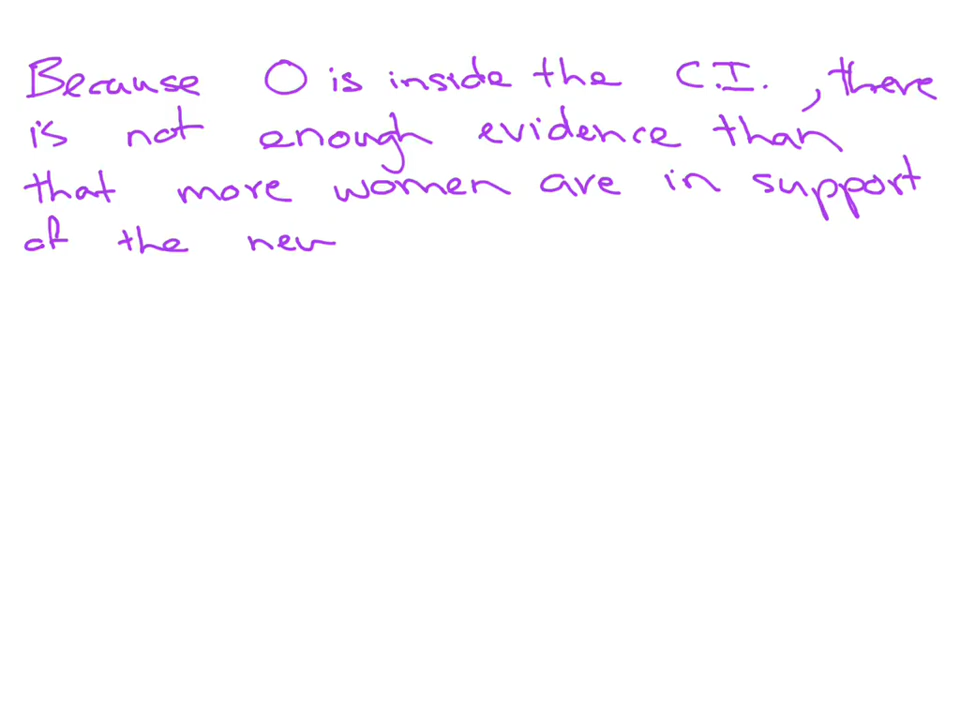 Because 0 is inside the C.I., there
is not enough evidence than
that more women are in support
of the new